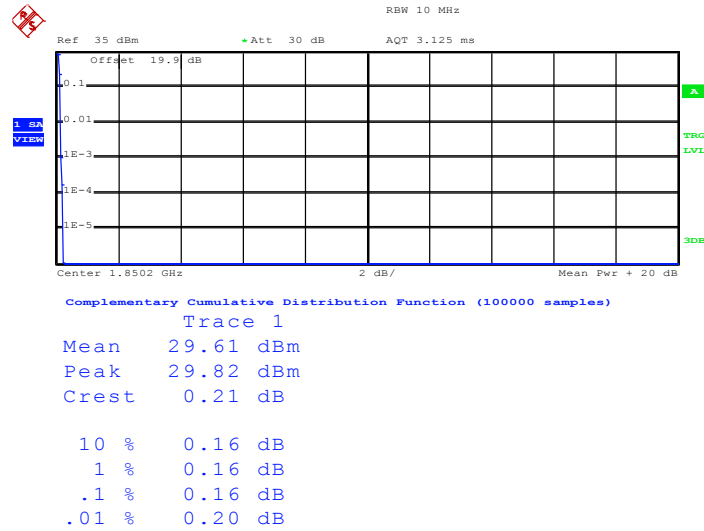 R&S
RBW 10 MHz
Ref 35 dBm * Att 30 dB AQT 3.125 ms
Offset 19.9 dB
0.1
A
0.01
1 SA
VIEW
TRG
LVL
1E-3
1E-4
1E-5
3DB
Center 1.8502 GHz 2 dB/ Mean Pwr + 20 dB
Complementary Cumulative Distribution Function (100000 samples)
Trace 1
Mean 29.61 dBm
Peak 29.82 dBm
Crest 0.21 dB
10 % 0.16 dB
1 % 0.16 dB
.1 % 0.16 dB
.01 % 0.20 dB